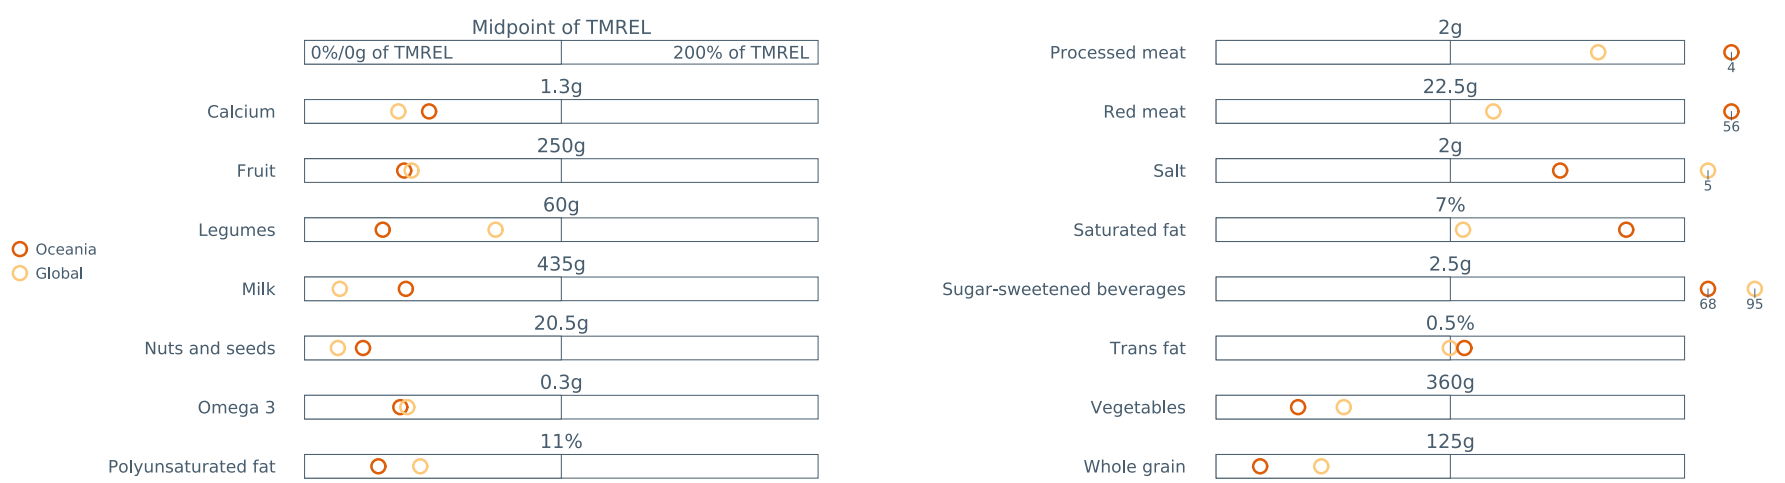 Midpoint of TMREL
0%/0g of TMREL 200% of TMREL
1.3g
Calcium
250g
Fruit
60g
Legumes
Oceania
Global
435g
Milk
20.5g
Nuts and seeds
0.3g
Omega 3
11%
Polyunsaturated fat
2g
Processed meat
4
22.5g
Red meat
56
2g
Salt
5
7%
Saturated fat
2.5g
Sugar-sweetened beverages
68 95
0.5%
Trans fat
360g
Vegetables
125g
Whole grain